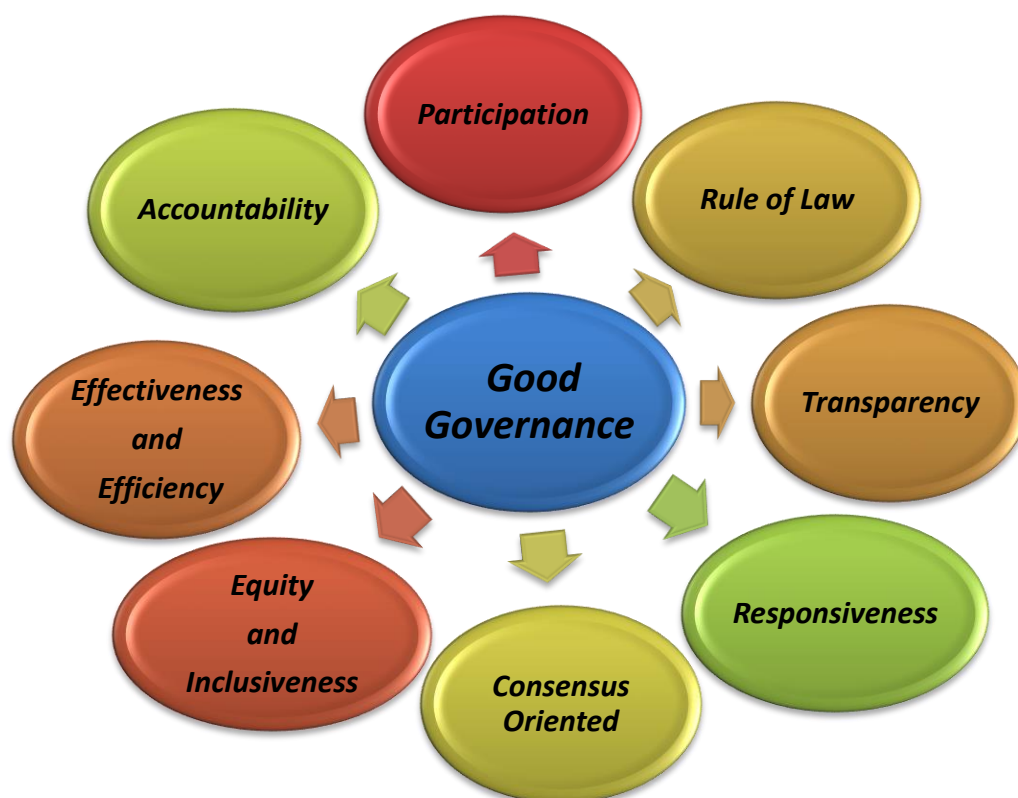 Participation
Rule of Law
Transparency
Responsiveness
Consensus
Oriented
Equity
and
Inclusiveness
Effectiveness
and
Efficiency
Accountability
Good
Governance